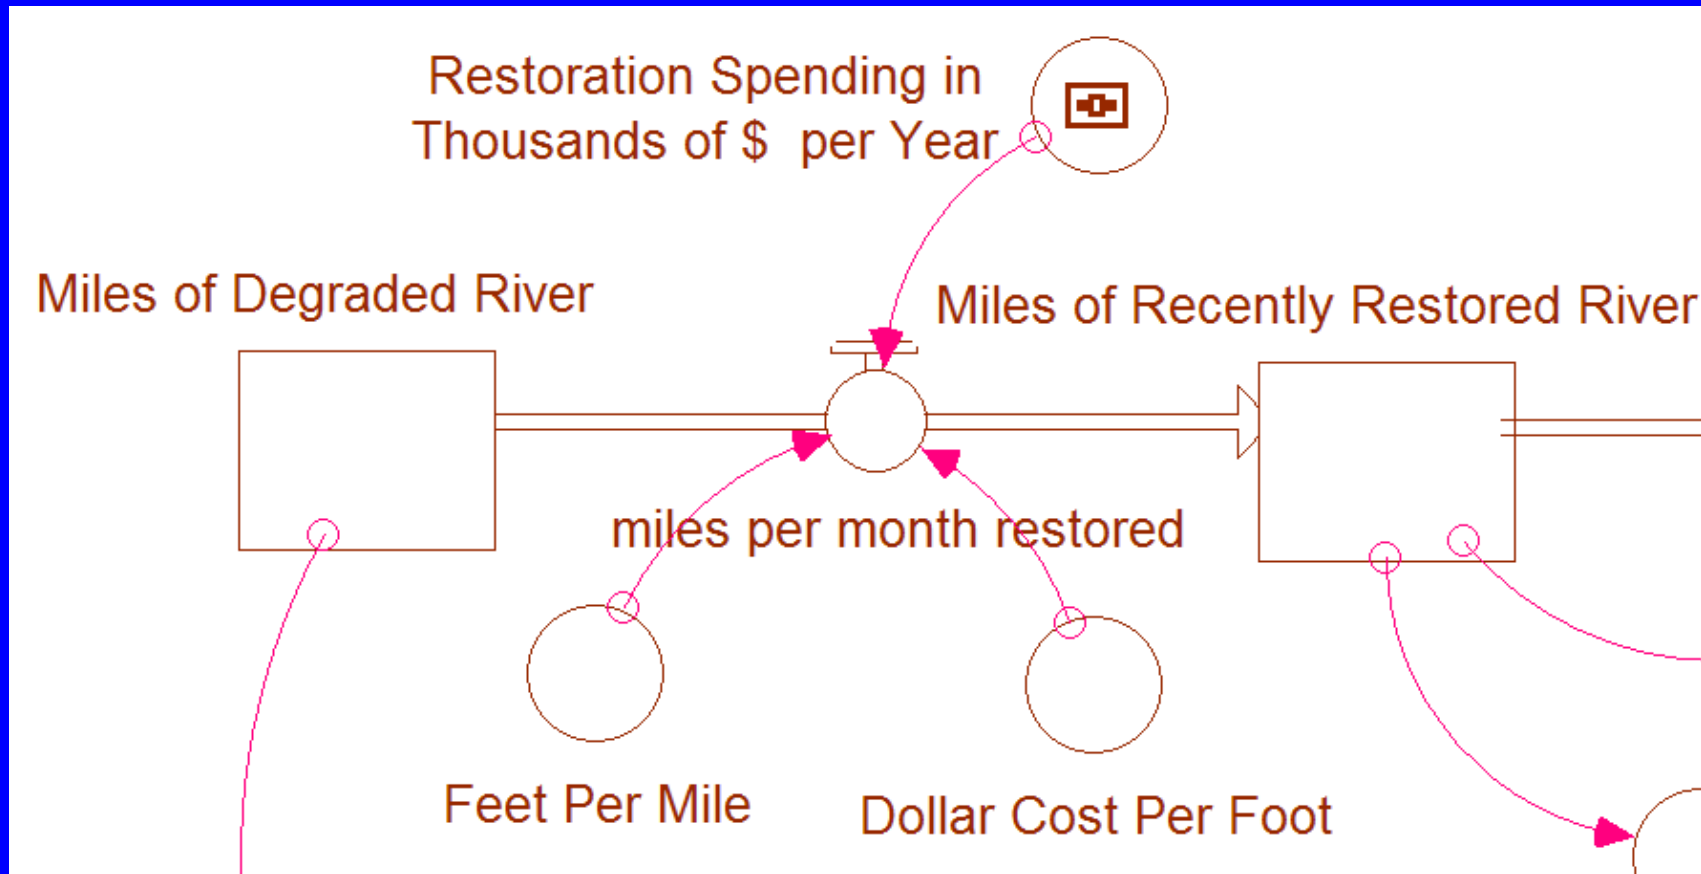 Restoration Spending in
Thousands of $  per Year
Miles of Degraded River
Miles of Recently Restored River
miles per month restored
Feet Per Mile
Dollar Cost Per Foot